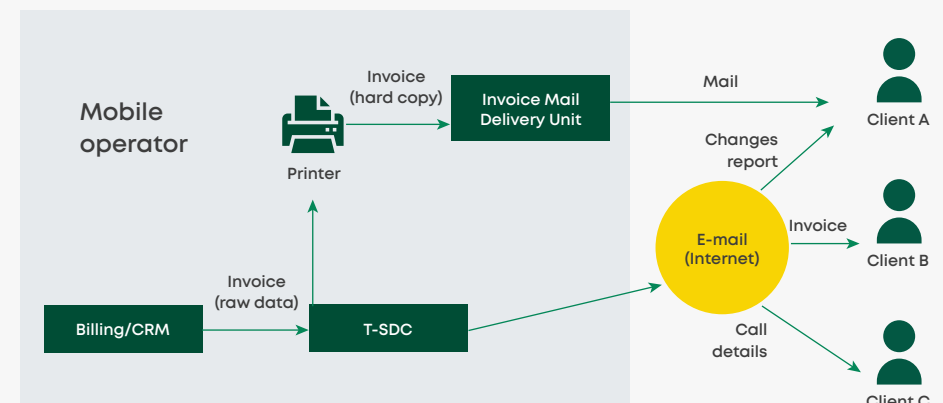 Mobile
operator
Invoice
(hard copy)
Printer
Invoice Mail
Delivery Unit
Mail
Client A
Changes
report
E-mail
(Internet)
Invoice
Client B
Invoice
(raw data)
Billing/CRM
T-SDC
Call
details
Client C